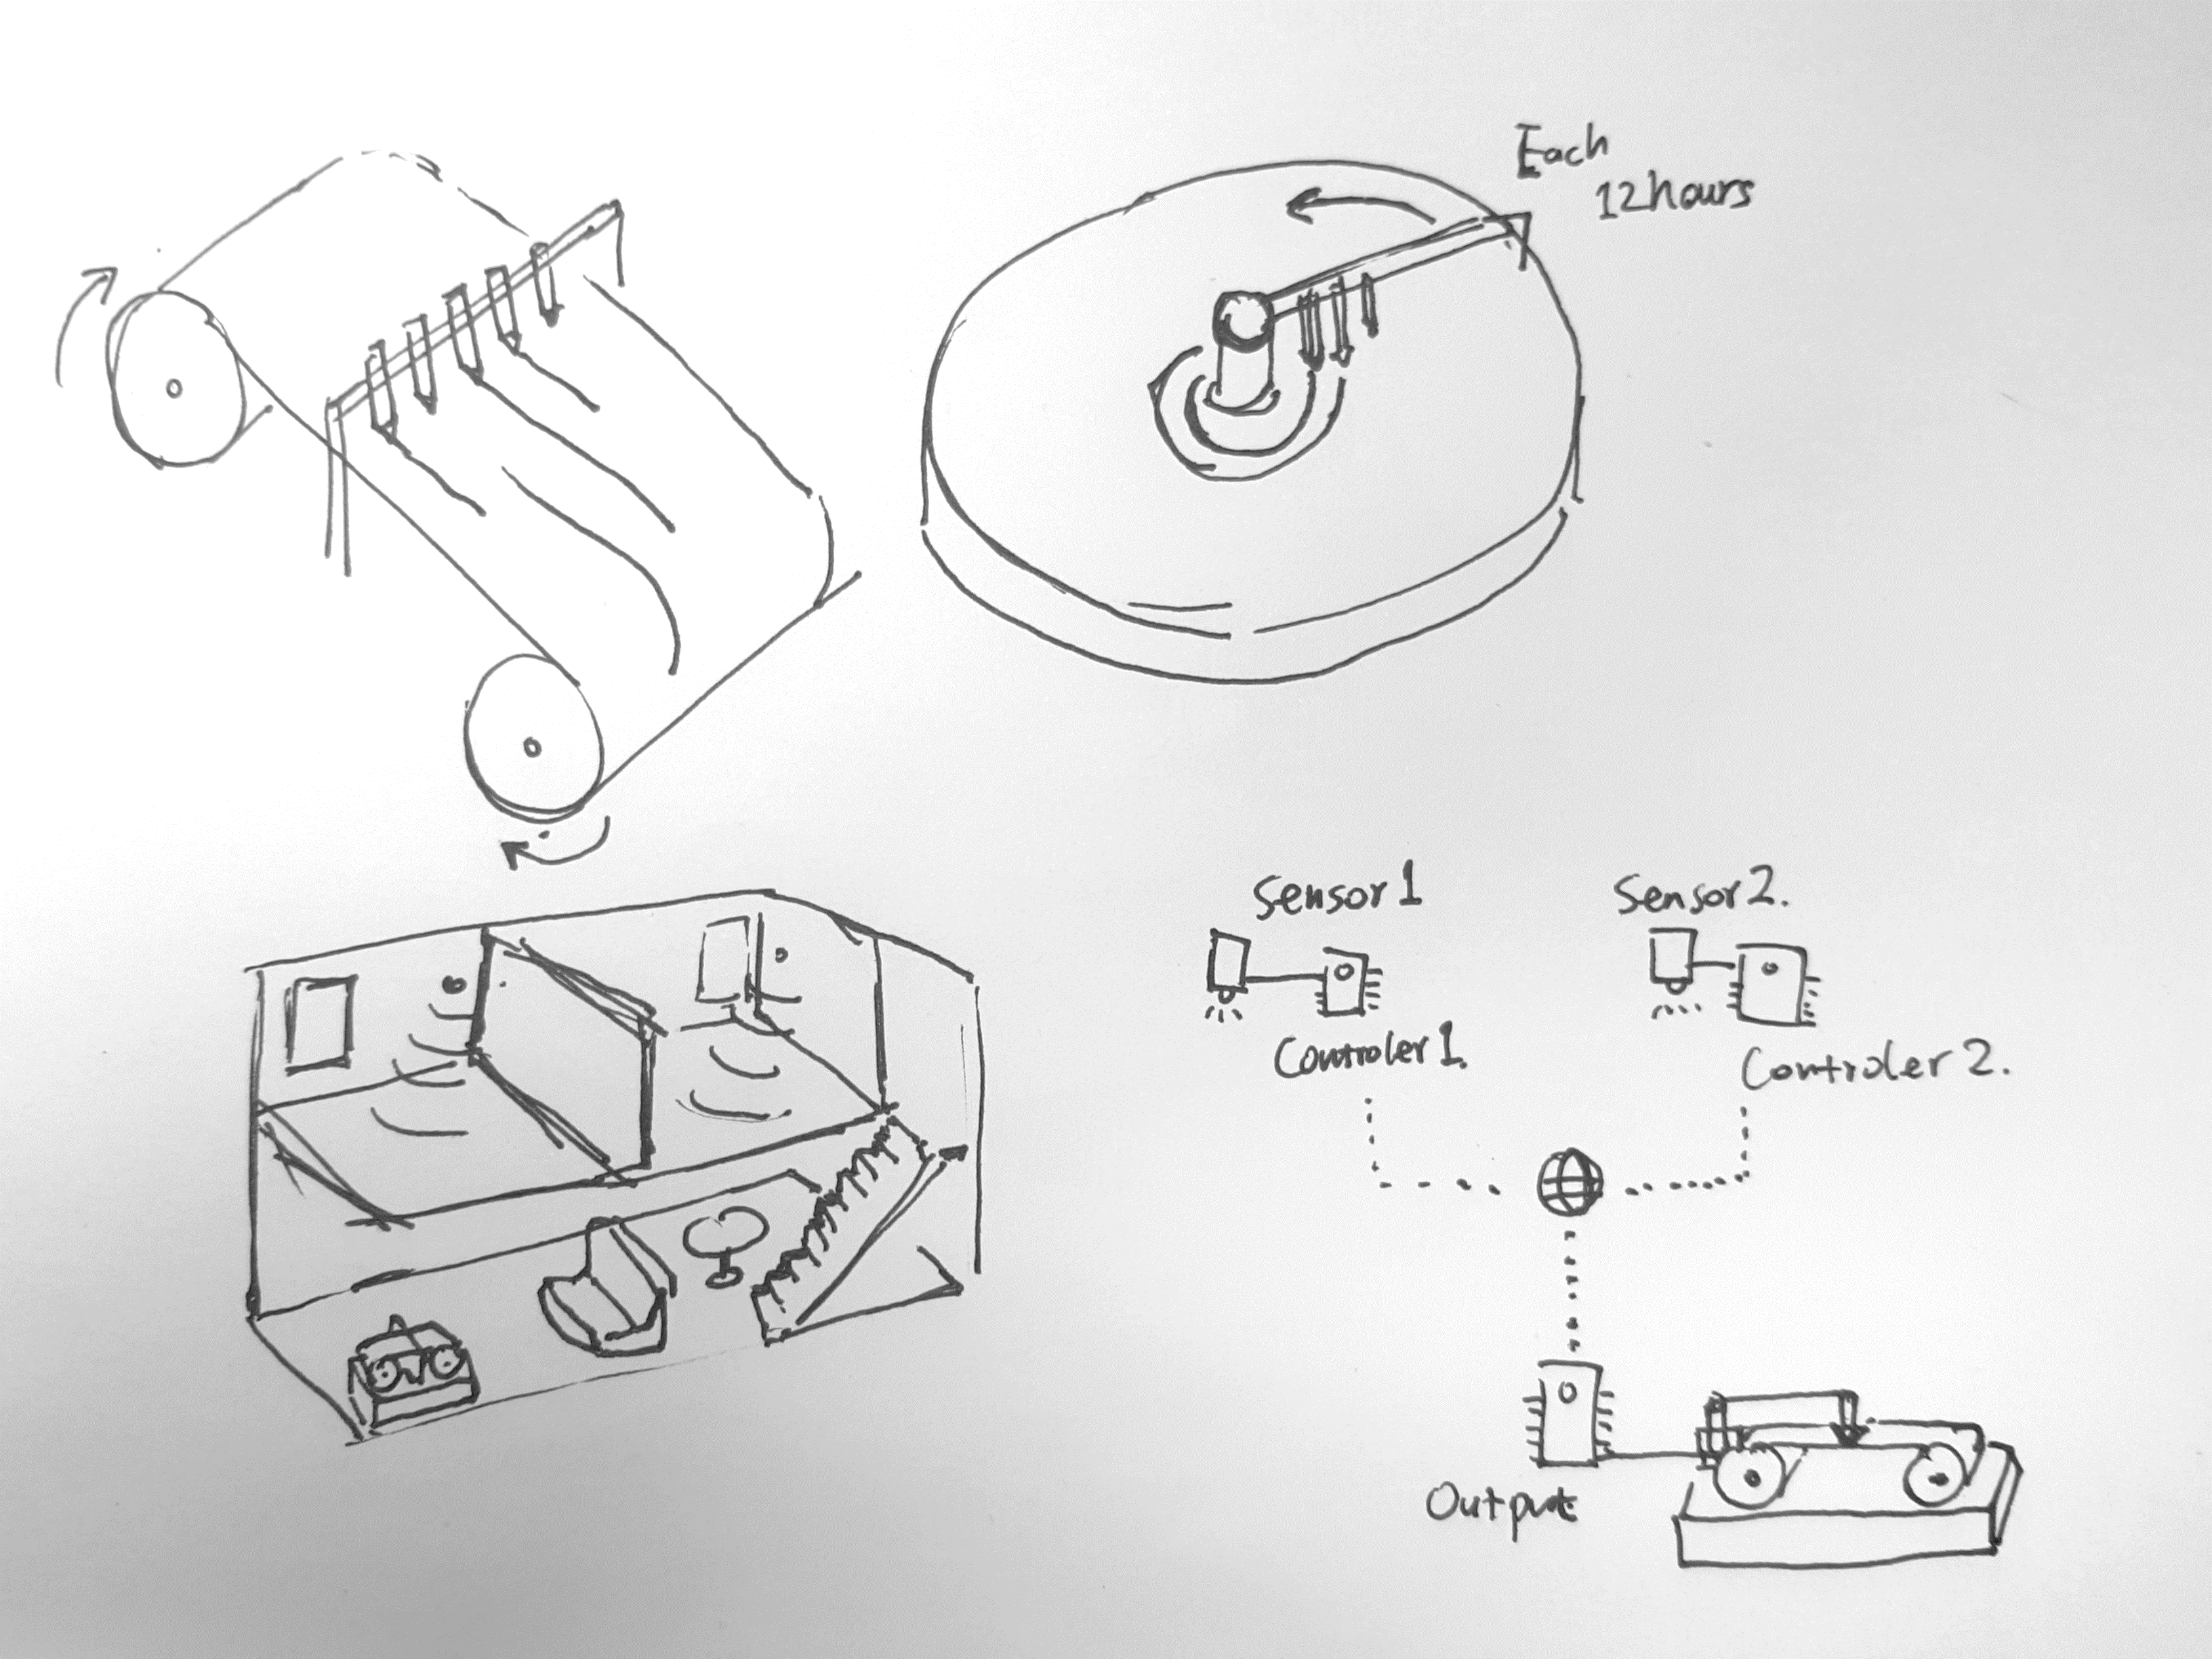 Each
12hours
Sensor1
Sensor2.
Controler1.
Controler2.
Output